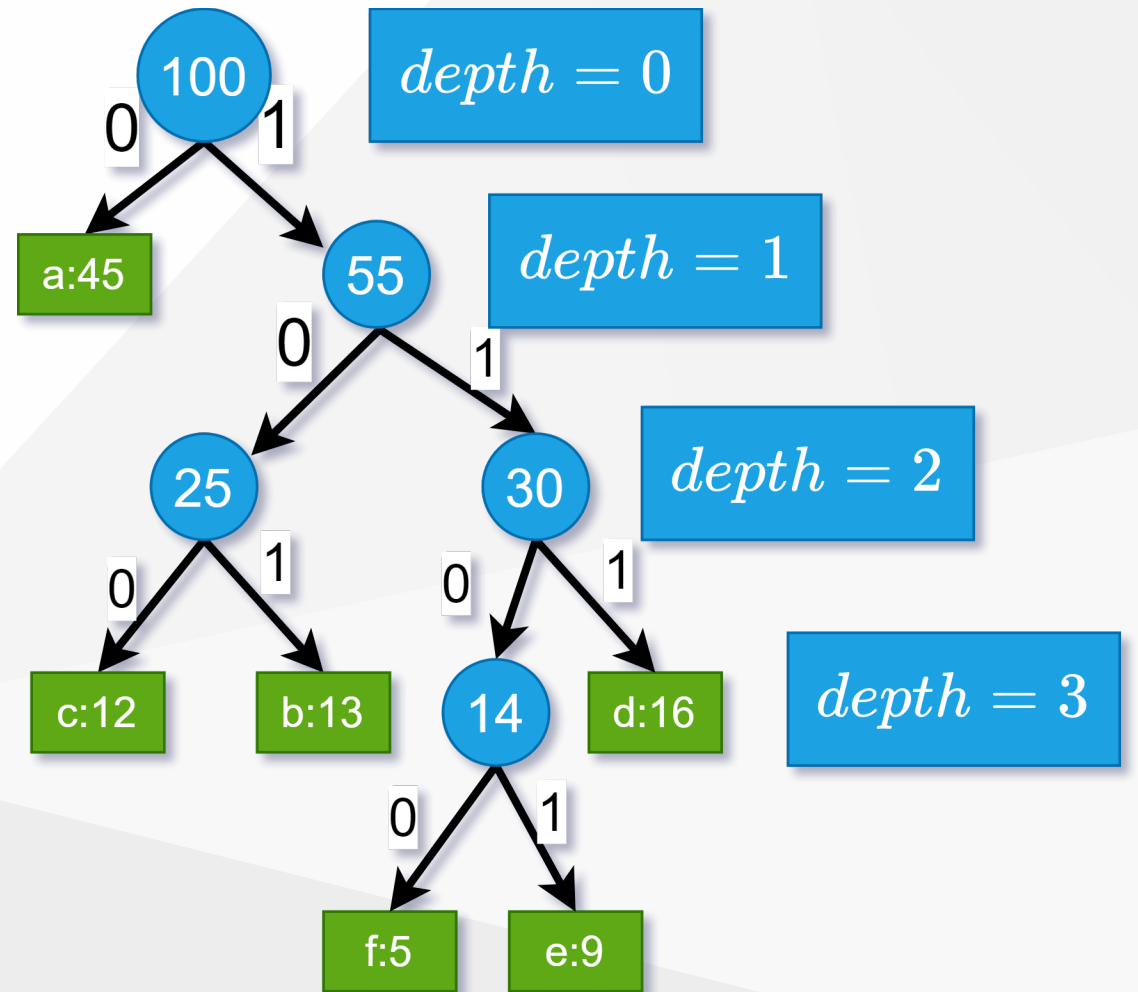 100
depth = 0
0
1
a:45
55
depth = 1
0
1
25
30
depth = 2
0
1
0
1
c:12
b:13
14
d:16
depth = 3
0
1
f:5
e:9